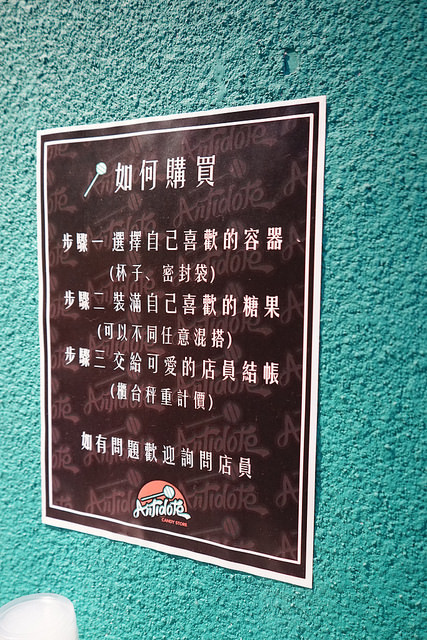 如何購買
步驟一 選擇自己喜歡的容器
(杯子、密封袋)
步驟二 裝滿自己喜歡的糖果
(可以不同任意混搭)
步驟三 交給可愛的店員結帳
(櫃台秤重計價)
如有問題歡迎詢問店員
Antidote
CANDY STORE